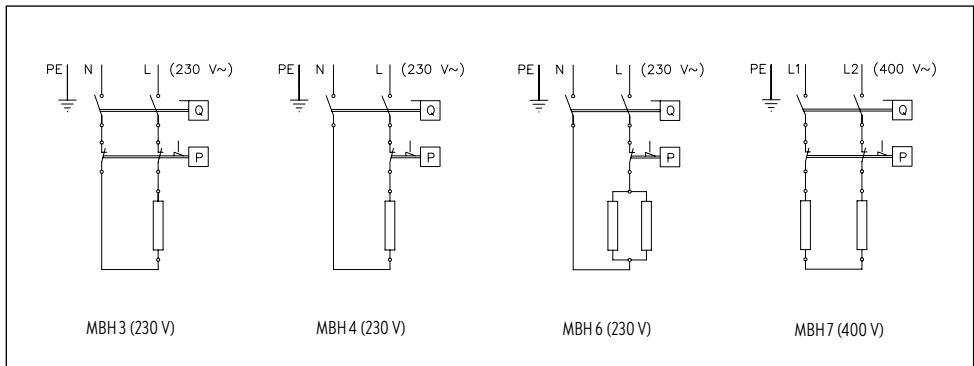 PE N L (230 V~)
Q
P
MBH 3 (230 V)
PE N L (230 V~)
Q
P
MBH 4 (230 V)
PE N L (230 V~)
Q
P
MBH 6 (230 V)
PE L1 L2 (400 V~)
Q
P
MBH 7 (400 V)